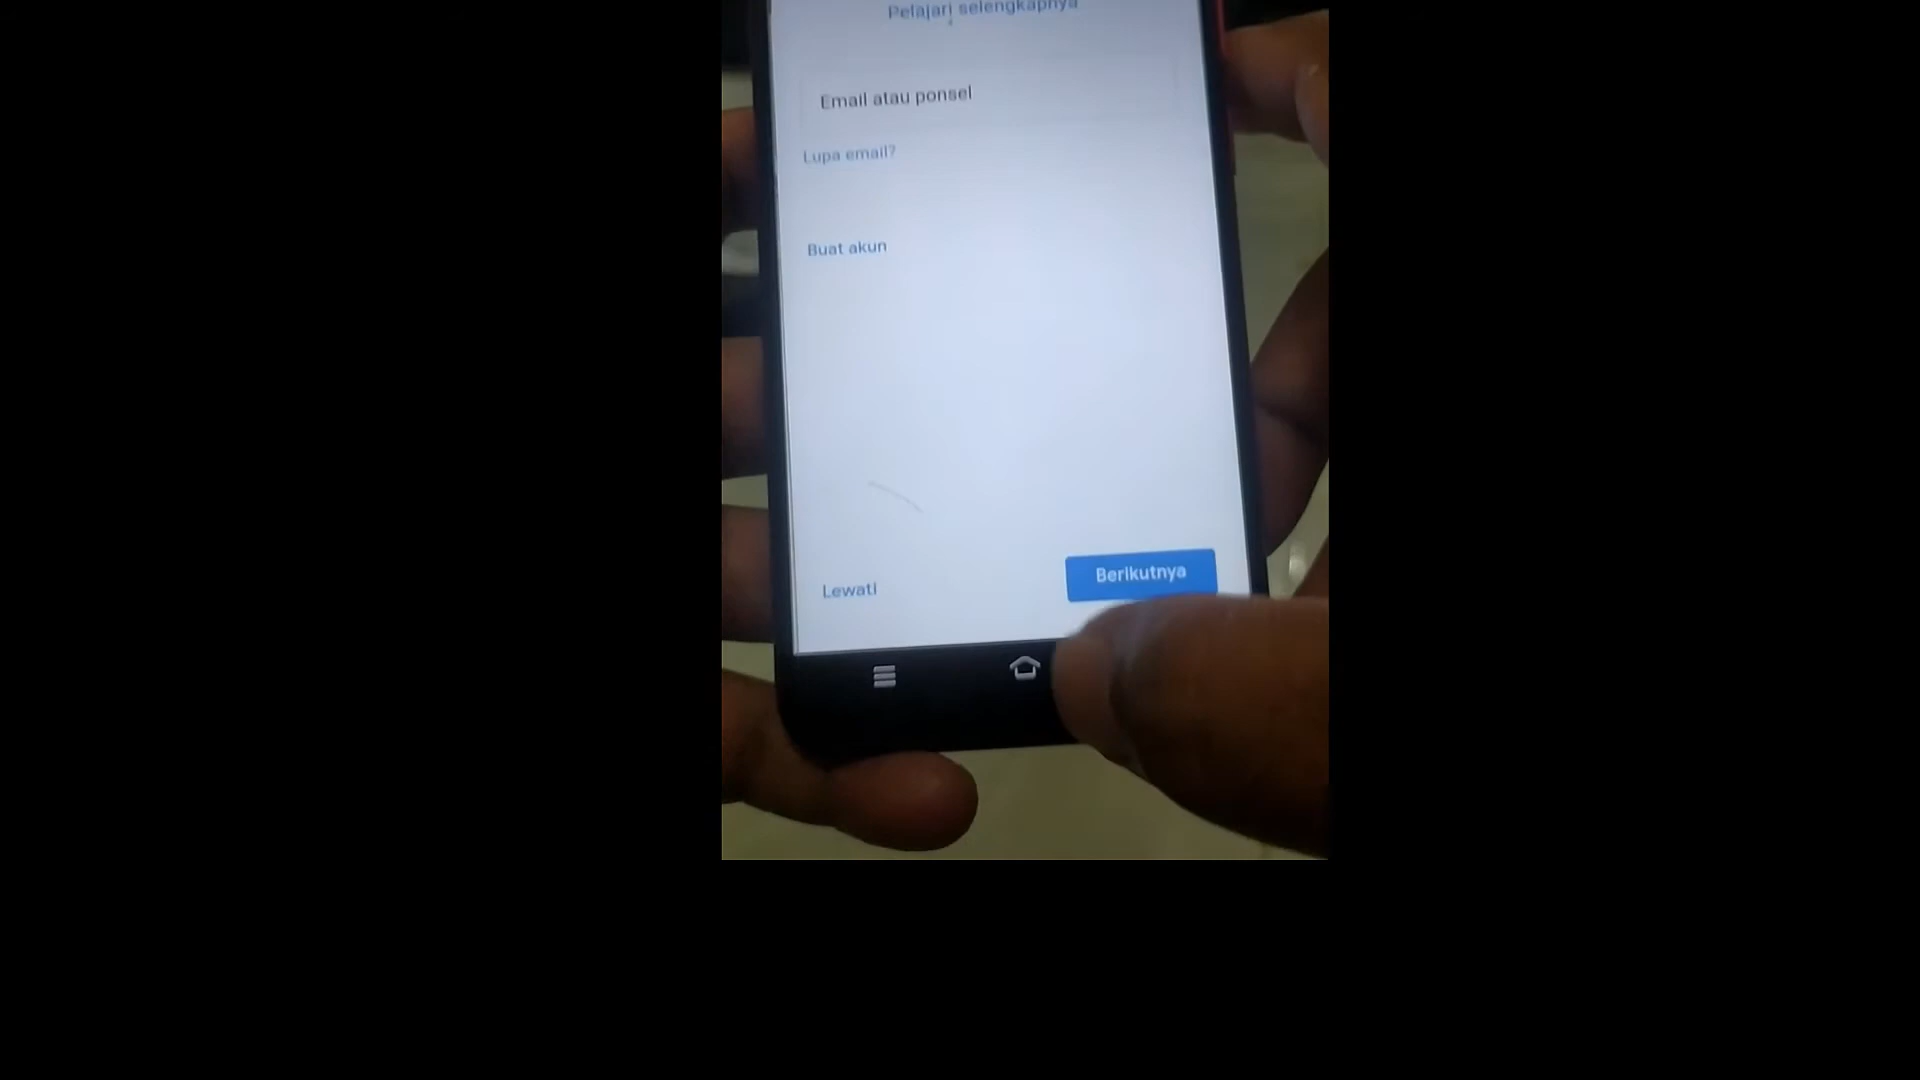 Pelajari selengkapnya
Email atau ponsel
Lupa email?
Buat akun
Lewati
Berikutnya